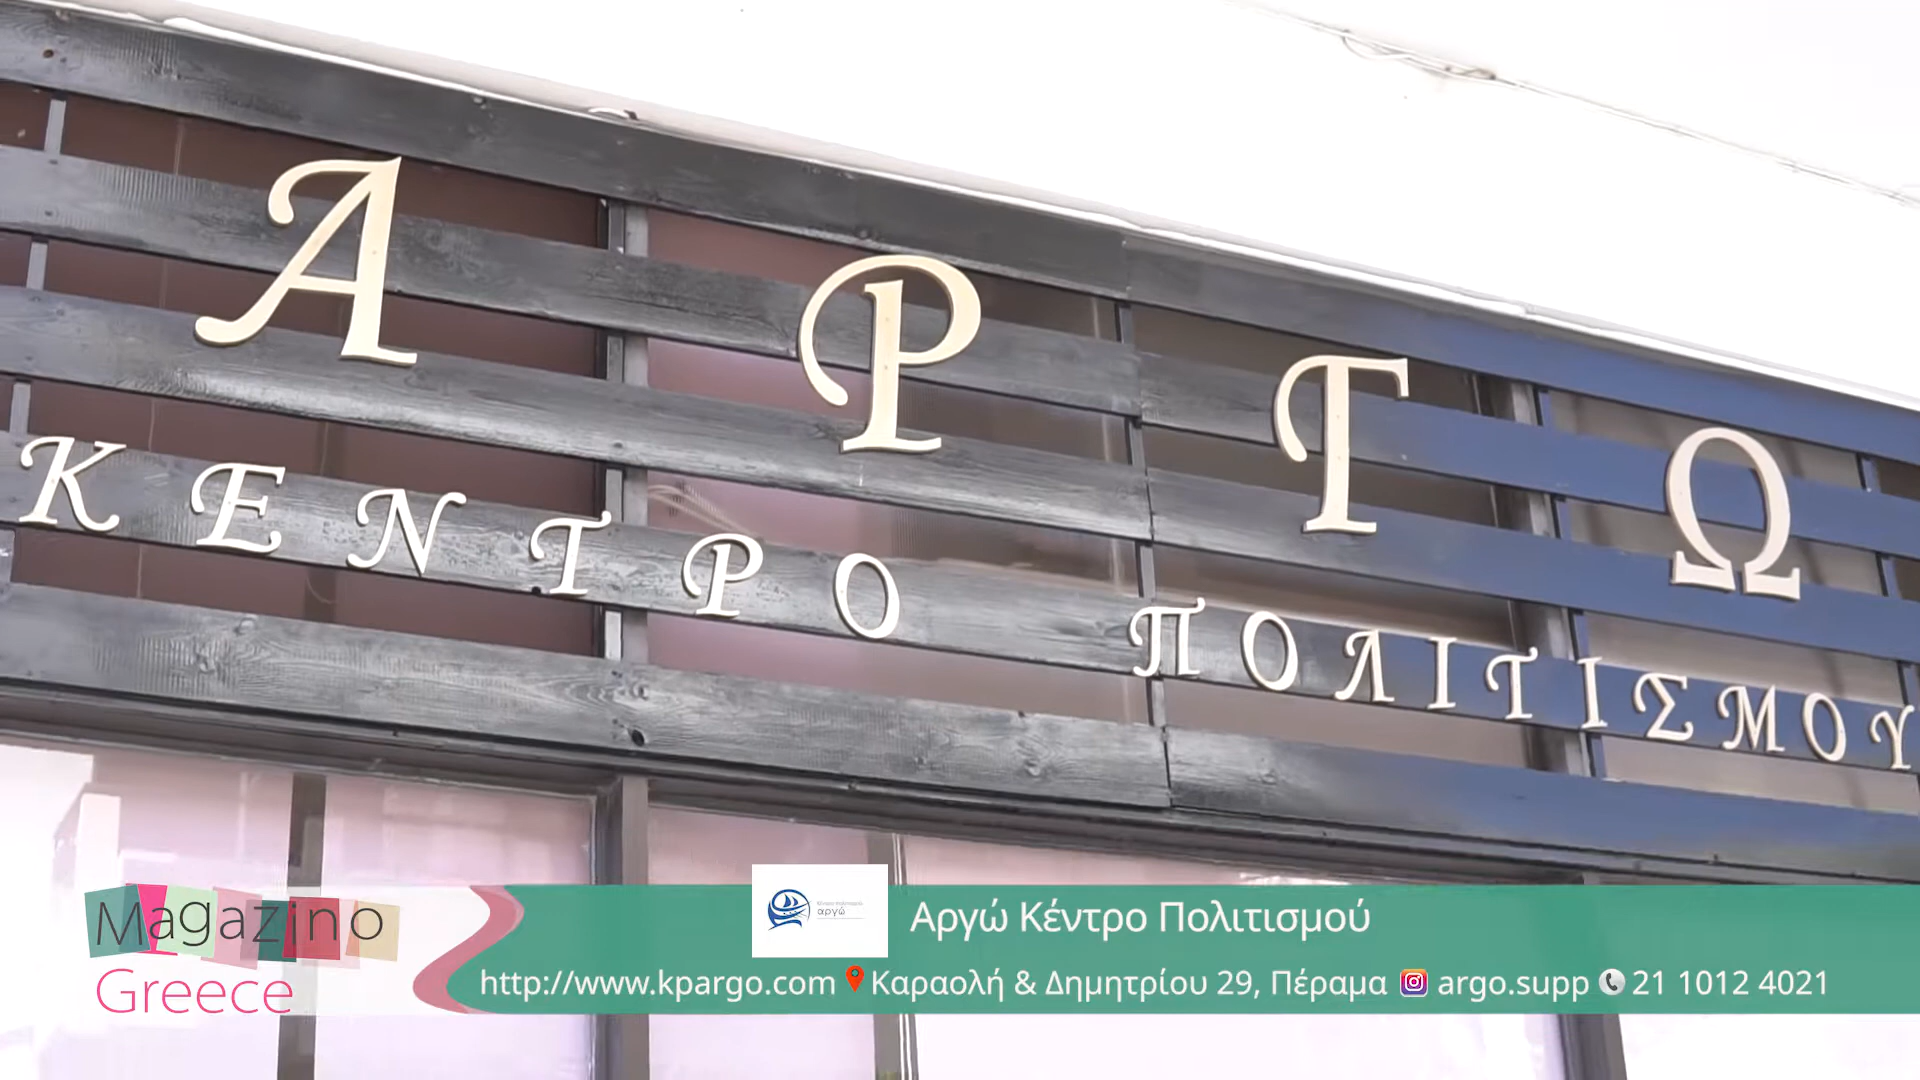 ΑΡΓΩ
ΚΕΝΤΡΟ ΠΟΛΙΤΙΣΜΟΥ
Magazino
Greece
αργώ
Αργώ Κέντρο Πολιτισμού
http://www.kpargo.com Καραολή & Δημητρίου 29, Πέραμα argo.supp 21 1012 4021